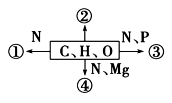 ②
N
N、P
① C、H、O ③
N、Mg
④